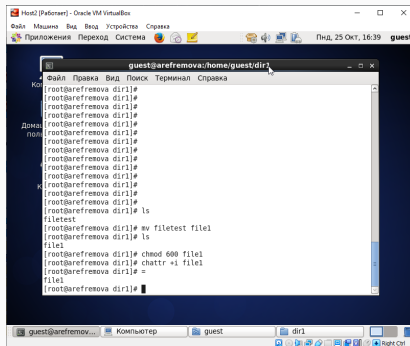 Host2 [Работает] - Oracle VM VirtualBox
Файл Машина Вид Ввод Устройства Справка
Приложения Переход Система Пнд, 25 Окт, 16:39 guest
guest@arefremova:/home/guest/dir1
Файл Правка Вид Поиск Терминал Справка
[root@arefremova dir1]#
[root@arefremova dir1]#
[root@arefremova dir1]#
[root@arefremova dir1]#
[root@arefremova dir1]#
[root@arefremova dir1]#
[root@arefremova dir1]#
[root@arefremova dir1]#
[root@arefremova dir1]#
[root@arefremova dir1]#
[root@arefremova dir1]#
[root@arefremova dir1]#
[root@arefremova dir1]#
[root@arefremova dir1]# ls
filetest
[root@arefremova dir1]# mv filetest file1
[root@arefremova dir1]# ls
file1
[root@arefremova dir1]# chmod 600 file1
[root@arefremova dir1]# chattr +i file1
[root@arefremova dir1]# =
file1
[root@arefremova dir1]#
guest@arefremov... Компьютер guest dir1
Right Ctrl